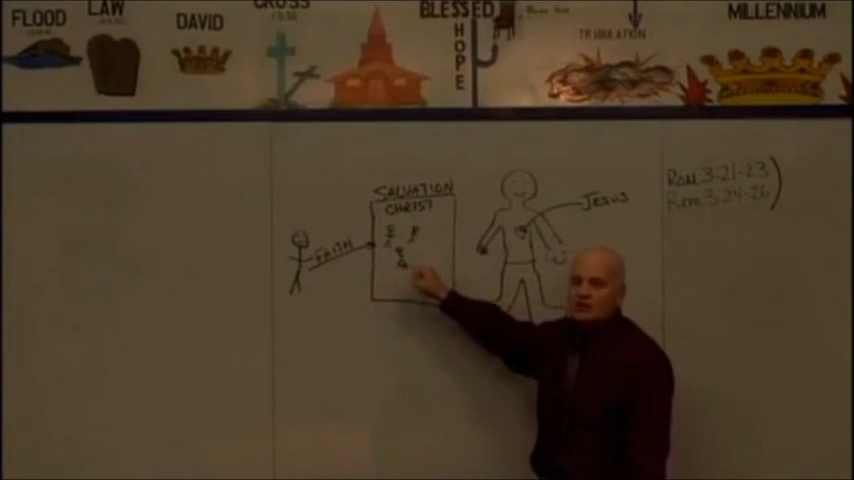 FLOOD
LAW
DAVID
CROSS
BLESSED
HOPE
TRIBULATION
MILLENNIUM
SALVATION
CHRIST
FAITH
JESUS
ROM 3:21-23
ROM 3:24-26